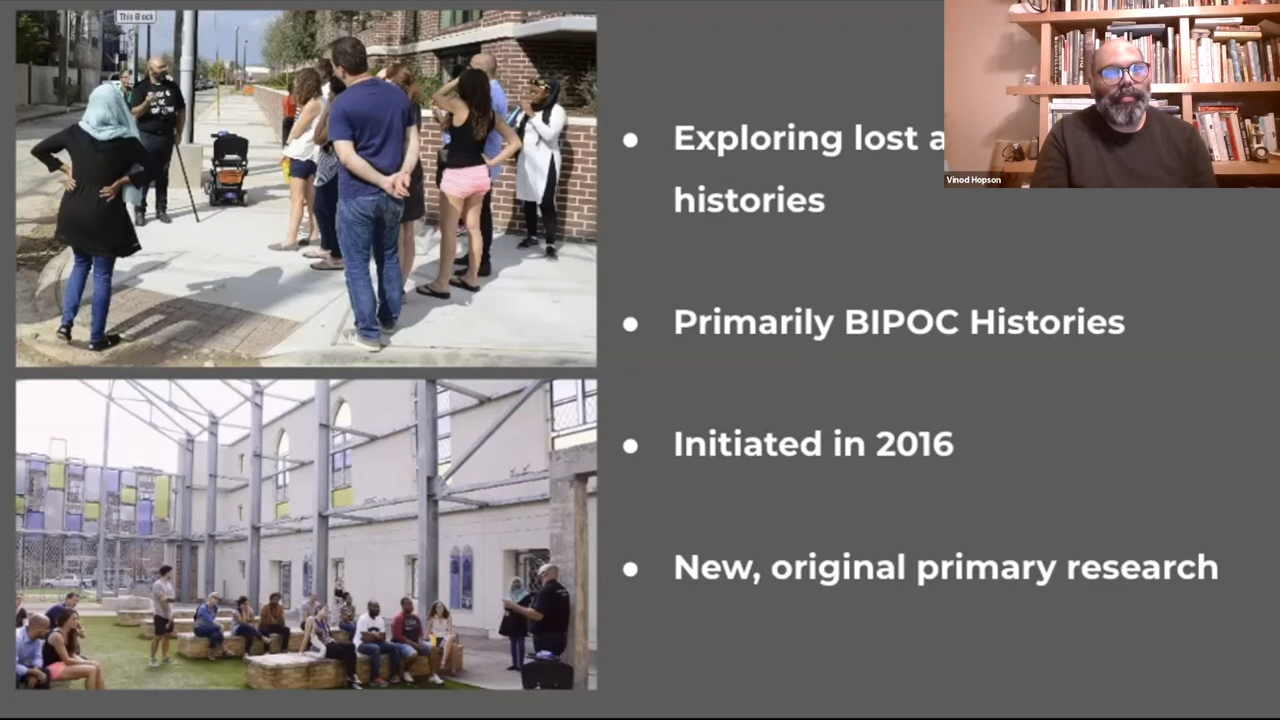 This Block
Exploring lost a
histories
Primarily BIPOC Histories
Initiated in 2016
New, original primary research
Vinod Hopson